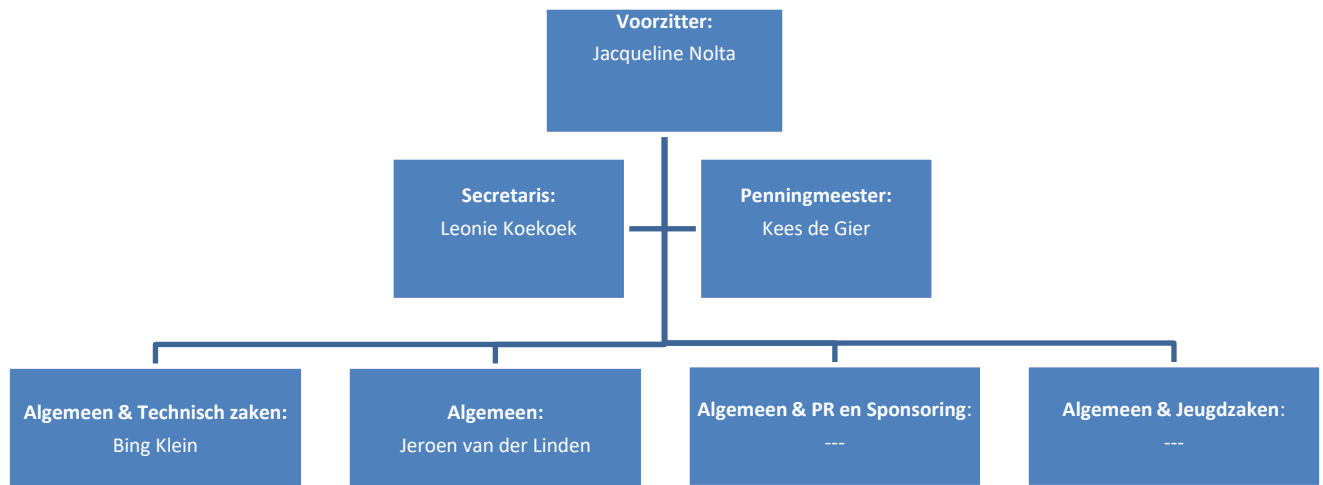 Voorzitter:
Jacqueline Nolta
Secretaris:
Leonie Koekoek
Penningmeester:
Kees de Gier
Algemeen & Technisch zaken:
Bing Klein
Algemeen:
Jeroen van der Linden
Algemeen & PR en Sponsoring:
---
Algemeen & Jeugdzaken:
---